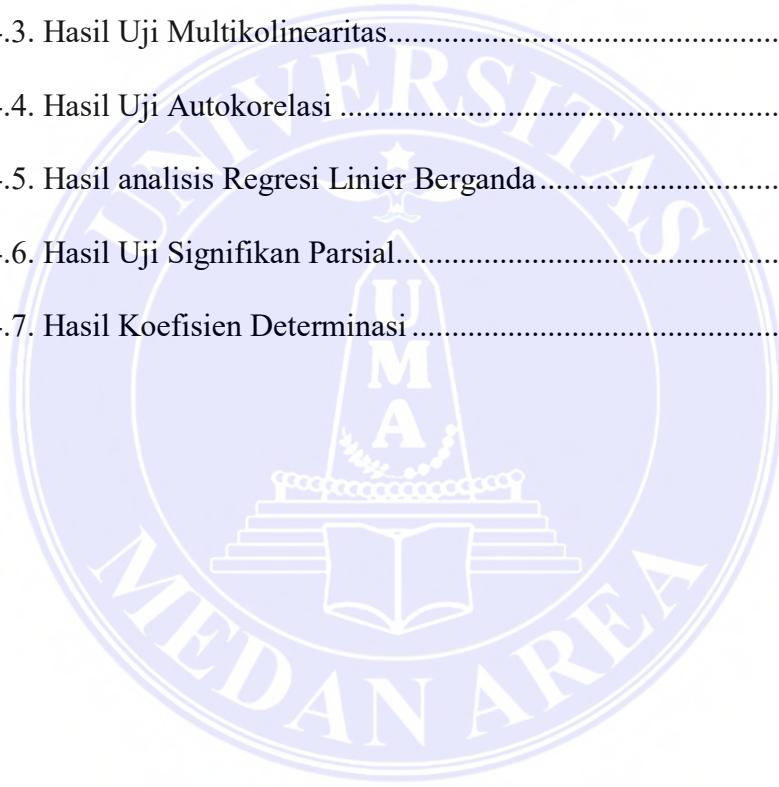 .3. Hasil Uji Multikolinearitas
.4. Hasil Uji Autokorelasi
.5. Hasil analisis Regresi Linier Berganda
.6. Hasil Uji Signifikan Parsial
.7. Hasil Koefisien Determinasi
UNIVERSITAS
UMA
MEDAN AREA